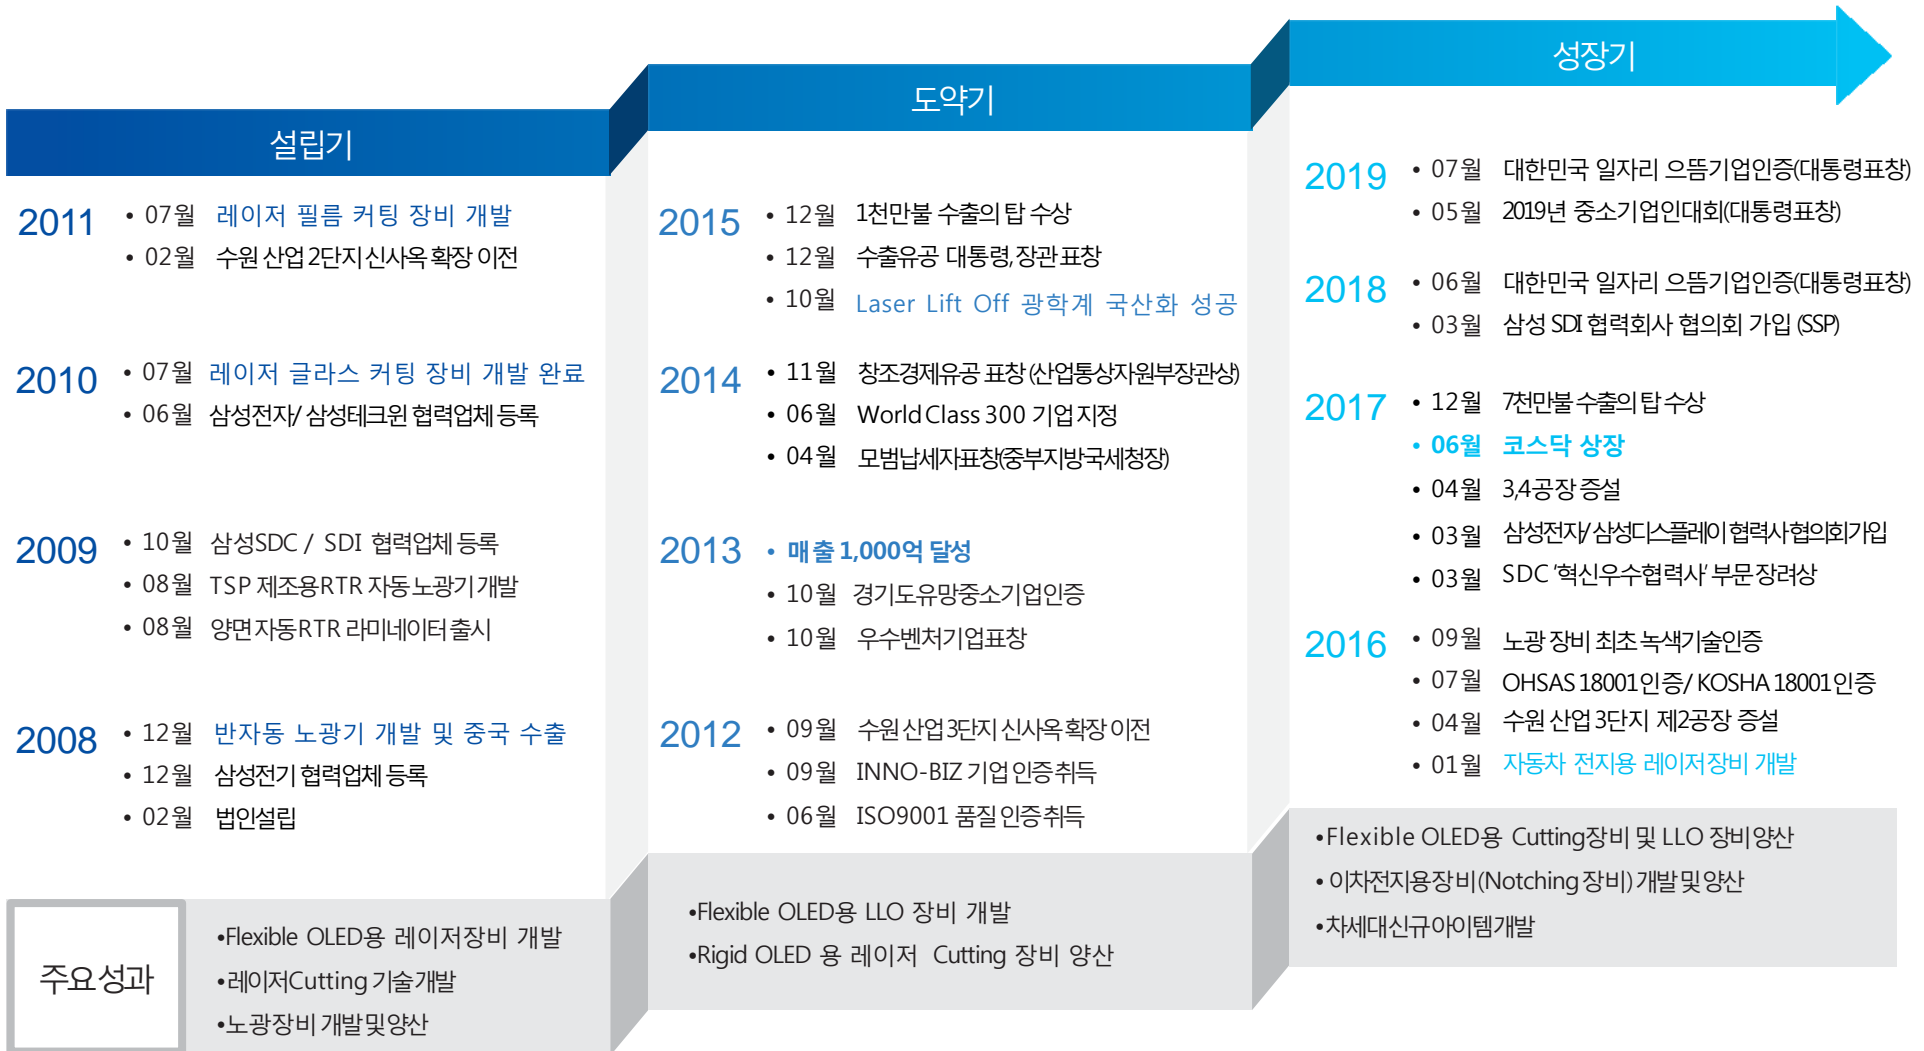 설립기
2011
• 07월 레이저 필름 커팅 장비 개발
• 02월 수원 산업 2단지 신사옥 확장 이전
2010
• 07월 레이저 글라스 커팅 장비 개발 완료
• 06월 삼성전자/ 삼성테크윈 협력업체 등록
2009
• 10월 삼성SDC / SDI 협력업체 등록
• 08월 TSP 제조용RTR 자동 노광기 개발
• 08월 양면 자동RTR 라미네이터 출시
2008
• 12월 반자동 노광기 개발 및 중국 수출
• 12월 삼성전기 협력업체 등록
• 02월 법인설립
주요성과
•Flexible OLED용 레이저장비 개발
•레이저Cutting 기술개발
•노광장비 개발및양산
도약기
2015
• 12월 1천만불 수출의 탑 수상
• 12월 수출유공 대통령,장관표창
• 10월 Laser Lift Off 광학계 국산화 성공
2014
• 11월 창조경제유공 표창 (산업통상자원부장관상)
• 06월 World Class 300 기업 지정
• 04월 모범납세자표창(중부지방국세청장)
2013
• 매출 1,000억 달성
• 10월 경기도유망중소기업인증
• 10월 우수벤처기업표창
2012
• 09월 수원 산업 3단지 신사옥 확장 이전
• 09월 INNO-BIZ 기업 인증 취득
• 06월 ISO9001 품질 인증 취득
•Flexible OLED용 LLO 장비 개발
•Rigid OLED 용 레이저 Cutting 장비 양산
성장기
2019
• 07월 대한민국 일자리 으뜸기업인증(대통령표창)
• 05월 2019년 중소기업인대회(대통령표창)
2018
• 06월 대한민국 일자리 으뜸기업인증(대통령표창)
• 03월 삼성 SDI 협력회사 협의회 가입 (SSP)
2017
• 12월 7천만불 수출의 탑 수상
• 06월 코스닥 상장
• 04월 3,4공장 증설
• 03월 삼성전자/ 삼성디스플레이 협력사 협의회가입
• 03월 SDC '혁신우수협력사' 부문 장려상
2016
• 09월 노광 장비 최초 녹색기술인증
• 07월 OHSAS 18001인증/ KOSHA 18001인증
• 04월 수원 산업 3단지 제2공장 증설
• 01월 자동차 전지용 레이저장비 개발
•Flexible OLED용 Cutting장비 및 LLO 장비양산
• 이차전지용장비(Notching 장비) 개발및양산
•차세대신규아이템개발